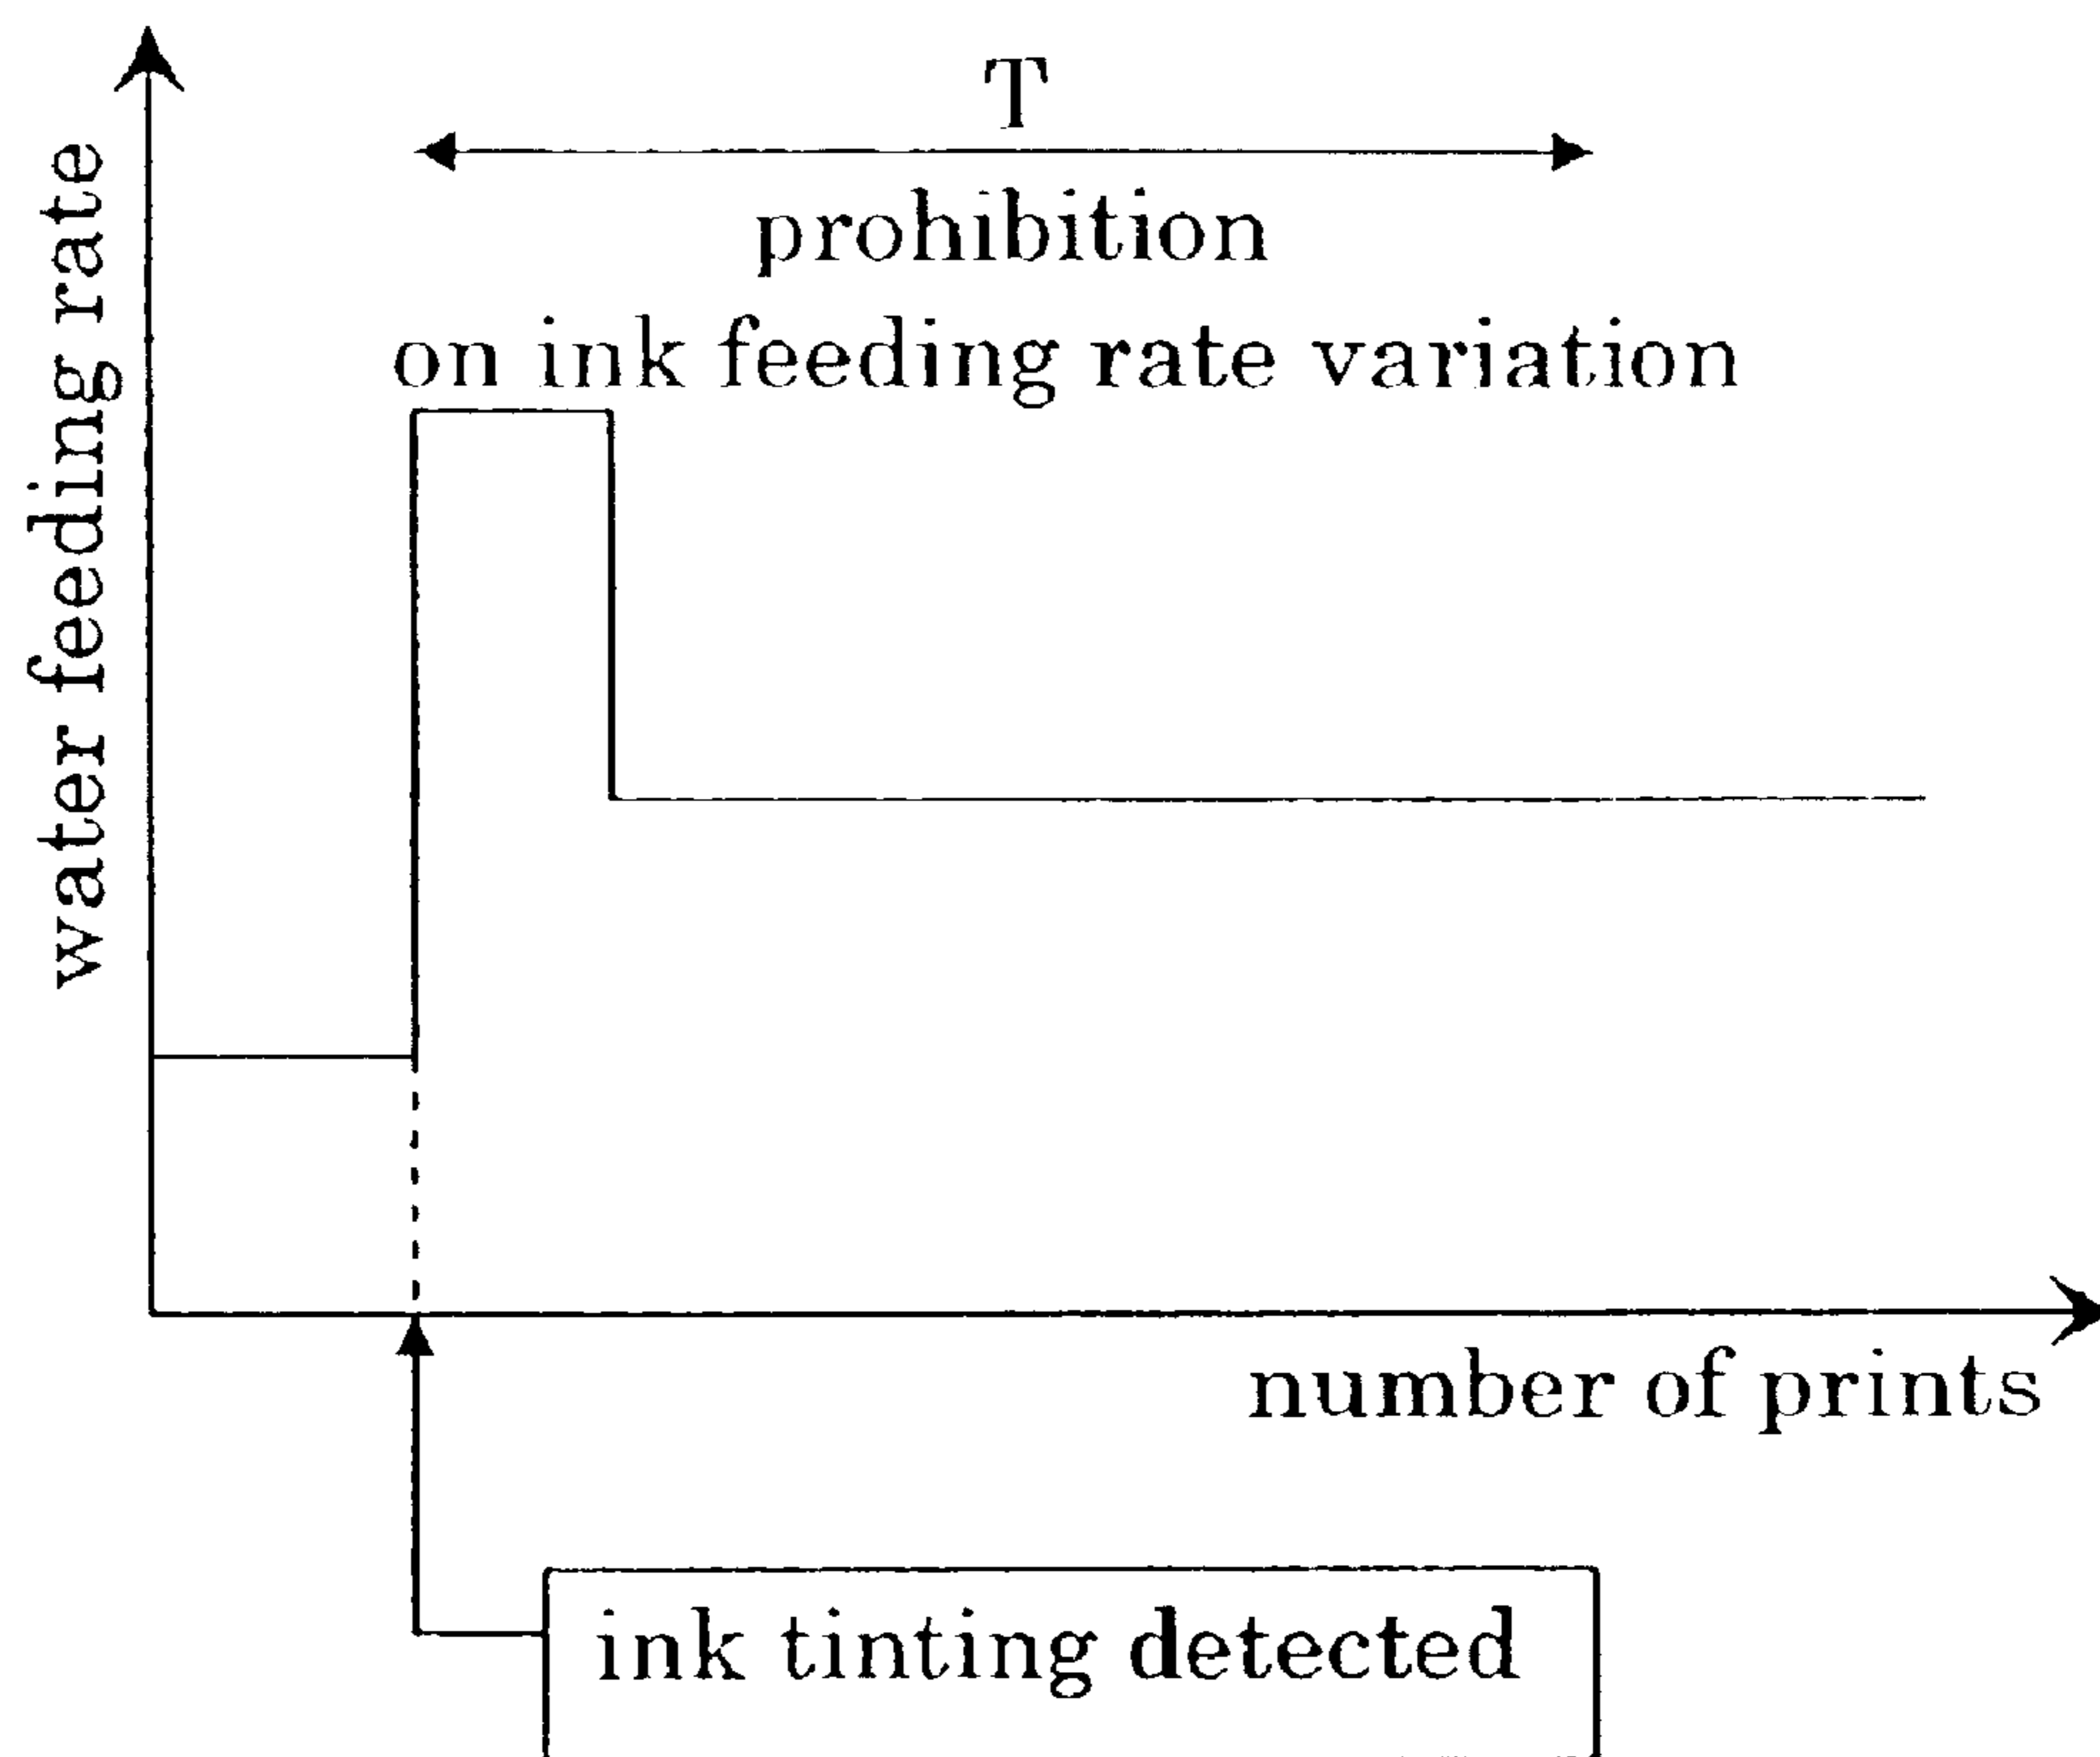 water feeding rate
T
prohibition
on ink feeding rate variation
number of prints
ink tinting detected